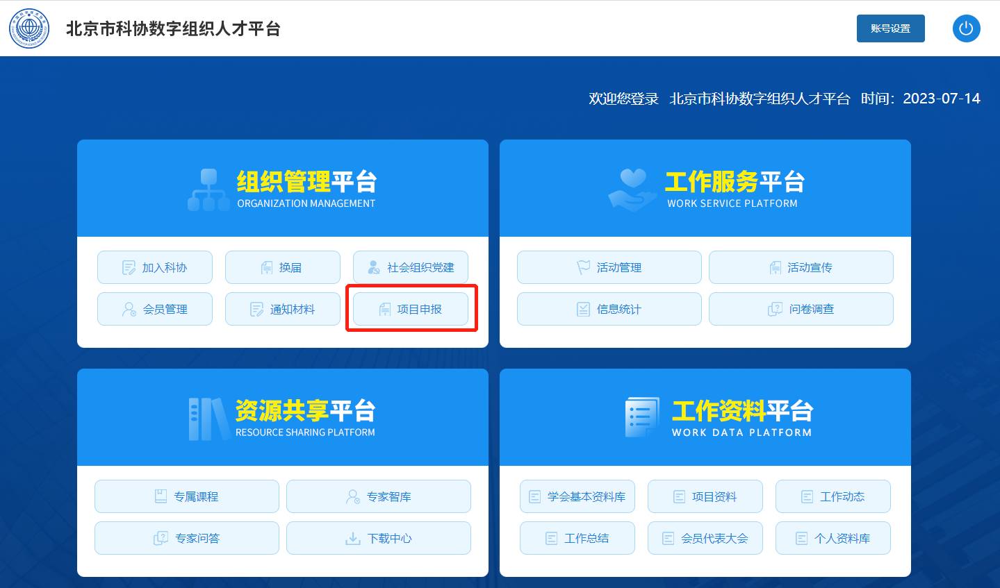 北京市科协数字组织人才平台
账号设置
欢迎您登录 北京市科协数字组织人才平台 时间：2023-07-14
组织管理平台
ORGANIZATION MANAGEMENT
加入科协 换届 社会组织党建
会员管理 通知材料 项目申报
工作服务平台
WORK SERVICE PLATFORM
活动管理 活动宣传
信息统计 问卷调查
资源共享平台
RESOURCE SHARING PLATFORM
专属课程 专家智库
专家问答 下载中心
工作资料平台
WORK DATA PLATFORM
学会基本资料库 项目资料 工作动态
工作总结 会员代表大会 个人资料库